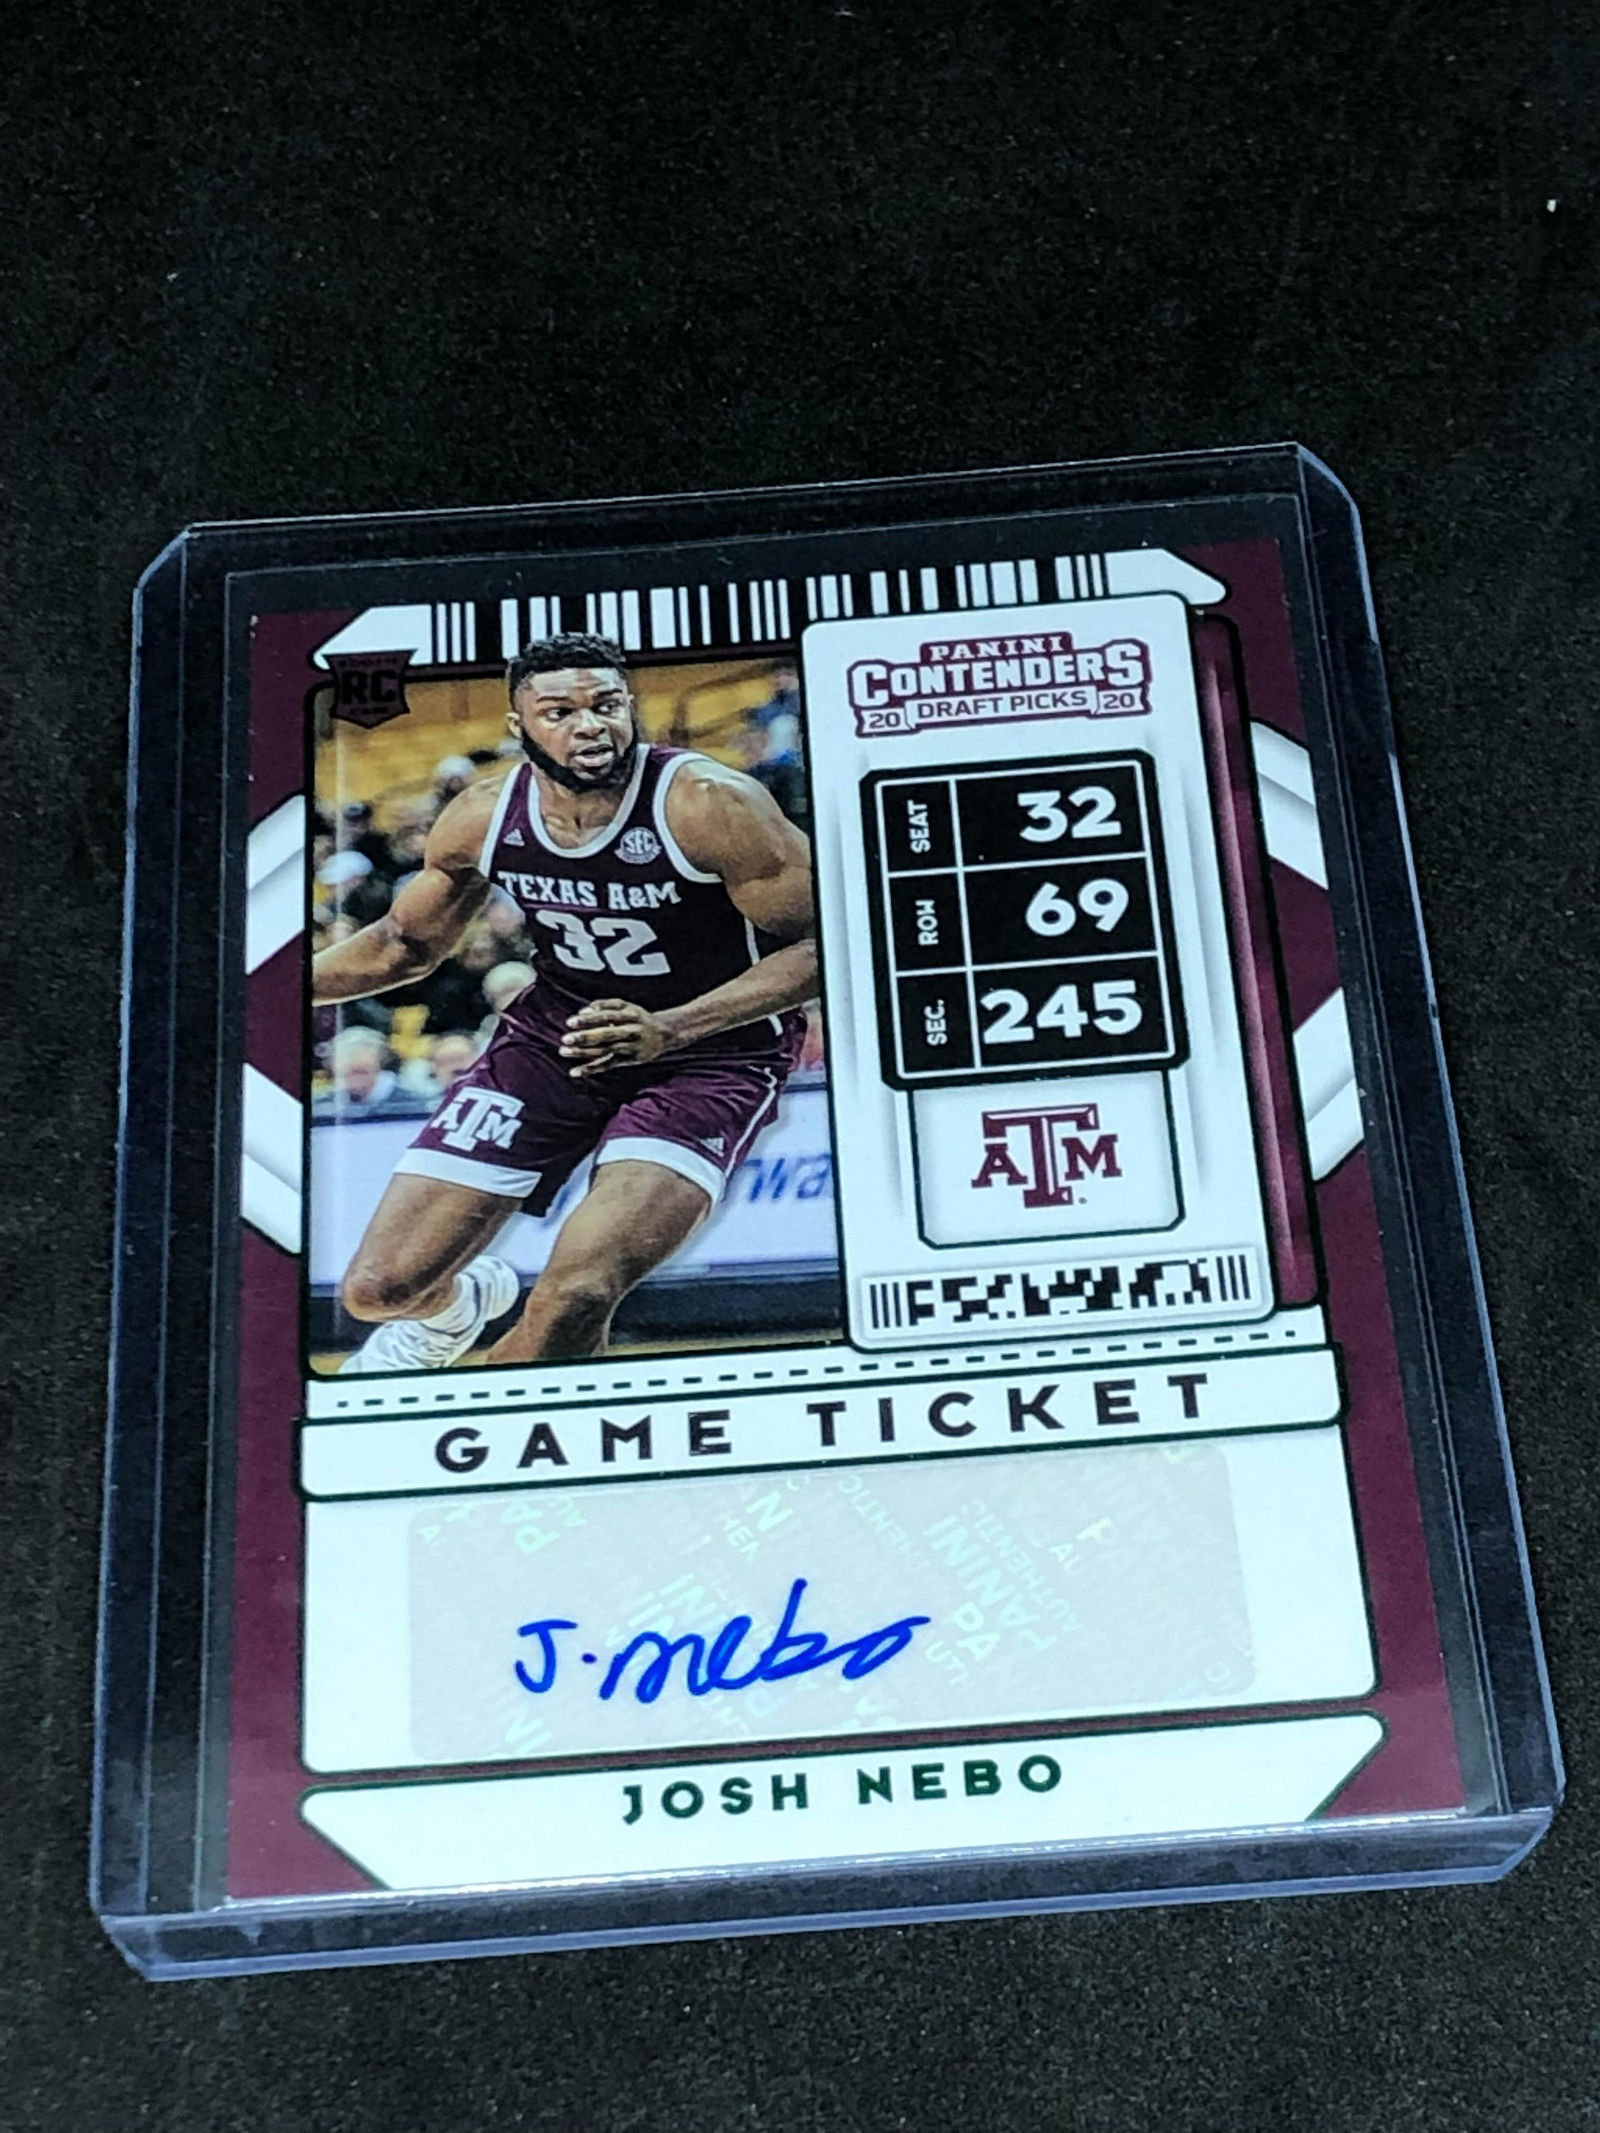 RC
PANINI
CONTENDERS
20 DRAFT PICKS 20
SEAT 32
ROW 69
SEC. 245
SEC
TEXAS A&M
32
ATM
ATM
GAME TICKET
J. Nebo
JOSH NEBO